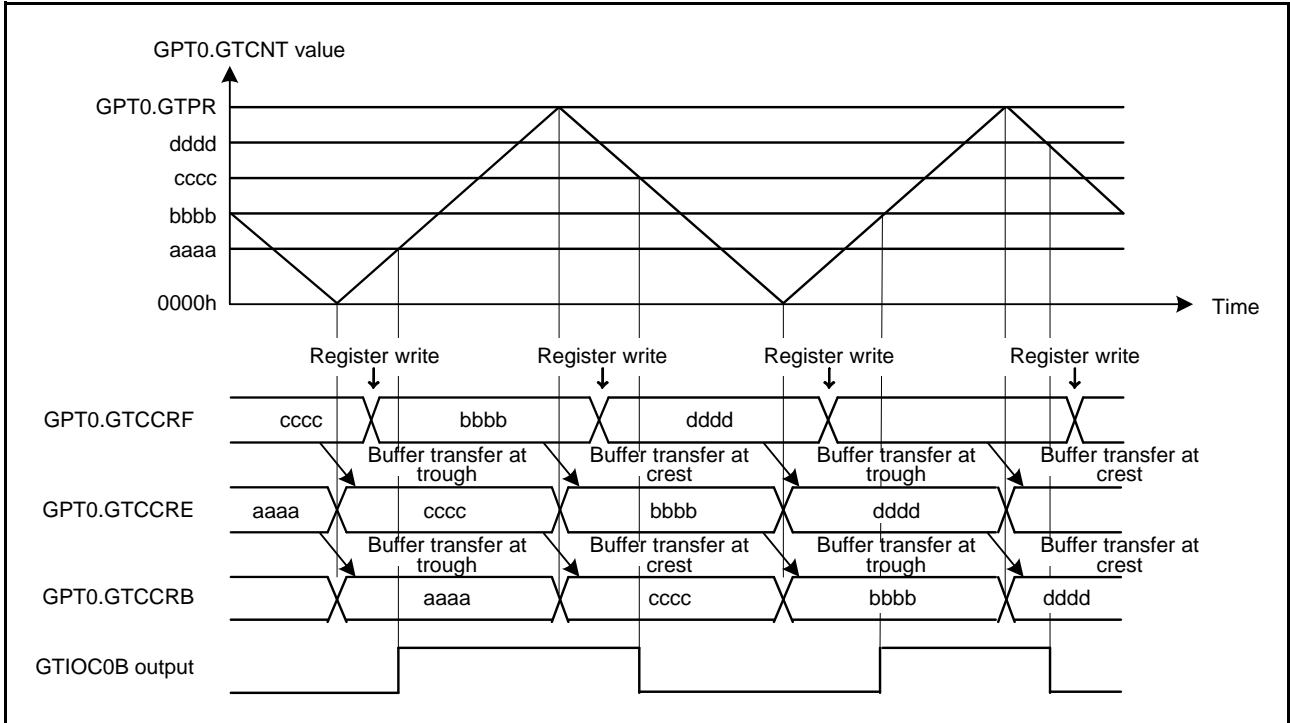 GPT0.GTCNT value
GPT0.GTPR
dddd
cccc
bbbb
aaaa
0000h
Time
Register write Register write Register write Register write
GPT0.GTCCRF cccc bbbb dddd
Buffer transfer at trough Buffer transfer at crest Buffer transfer at trough Buffer transfer at crest
GPT0.GTCCRE aaaa cccc bbbb dddd
Buffer transfer at trough Buffer transfer at crest Buffer transfer at trough Buffer transfer at crest
GPT0.GTCCRB aaaa cccc bbbb dddd
GTIOC0B output